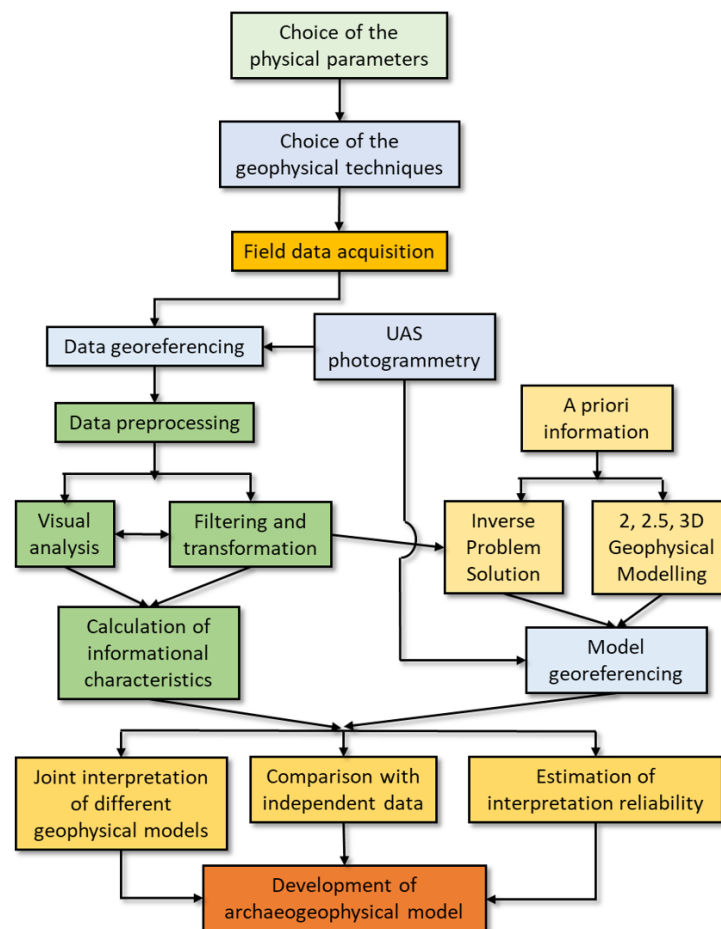 Choice of the
physical parameters
Choice of the
geophysical techniques
Field data acquisition
Data georeferencing
UAS
photogrammetry
Data preprocessing
A priori
information
Visual
analysis
Filtering and
transformation
Inverse
Problem
Solution
2, 2.5, 3D
Geophysical
Modelling
Calculation of
informational
characteristics
Model
georeferencing
Joint interpretation
of different
geophysical models
Comparison with
independent data
Estimation of
interpretation reliability
Development of
archaeogeophysical model